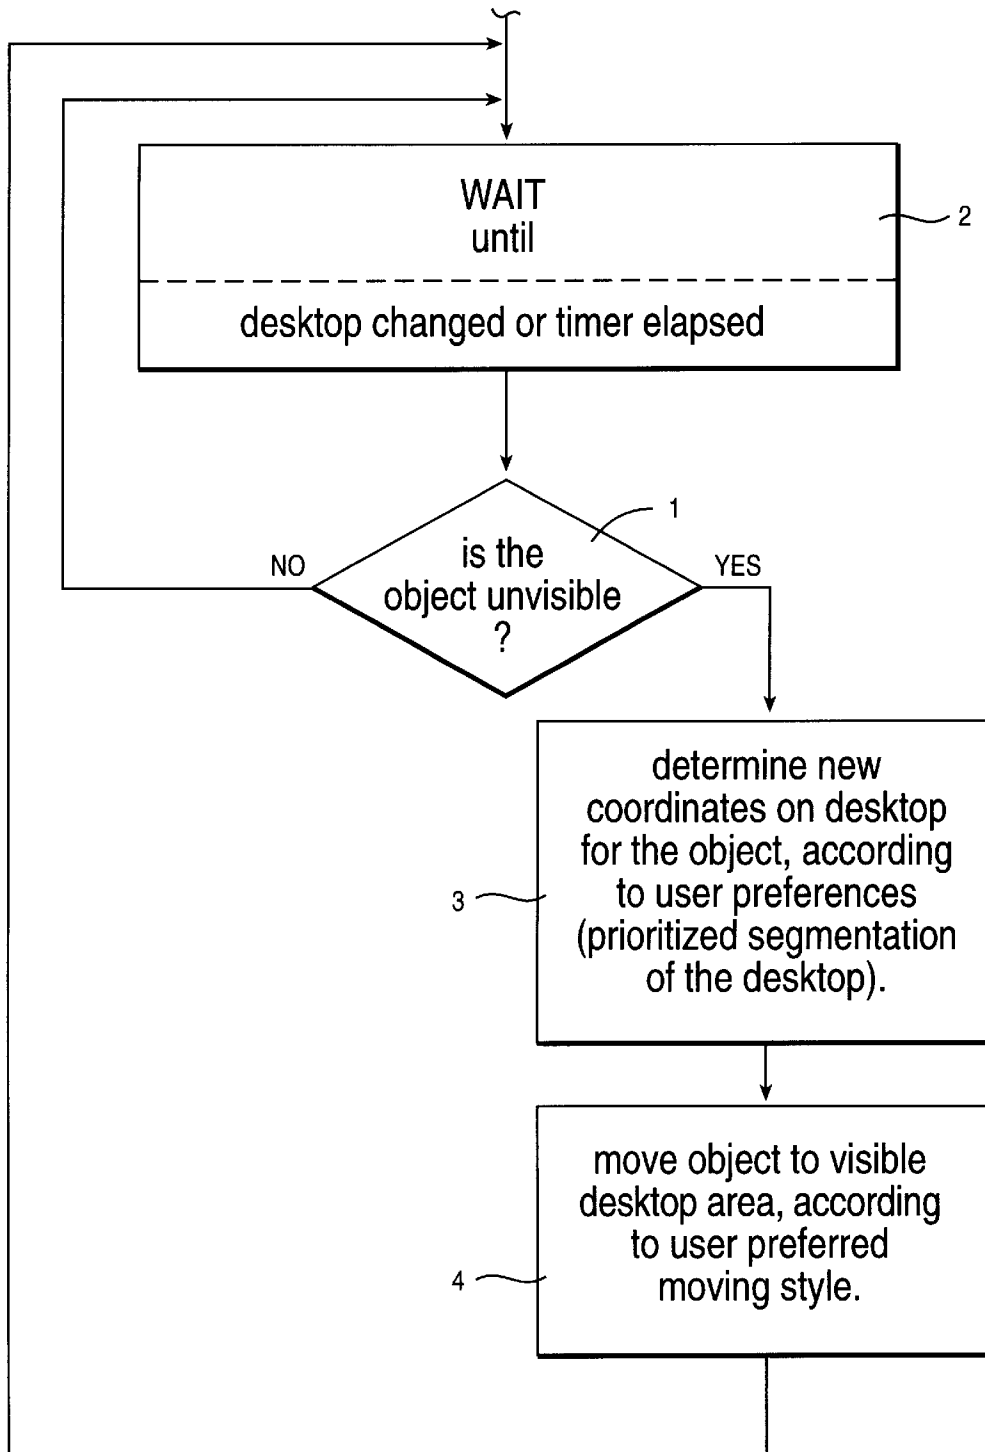 WAIT
until
2
desktop changed or timer elapsed
1
NO
YES
is the
object unvisible
?
determine new
coordinates on desktop
for the object, according
to user preferences
(prioritized segmentation
of the desktop).
3
move object to visible
desktop area, according
to user preferred
moving style.
4